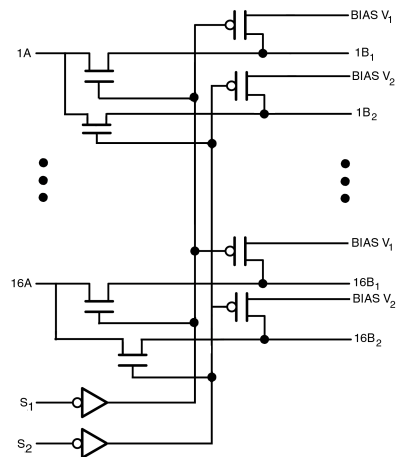 BIAS V1
1A
1B1
BIAS V2
1B2
BIAS V1
16A
16B1
BIAS V2
16B2
S1
S2